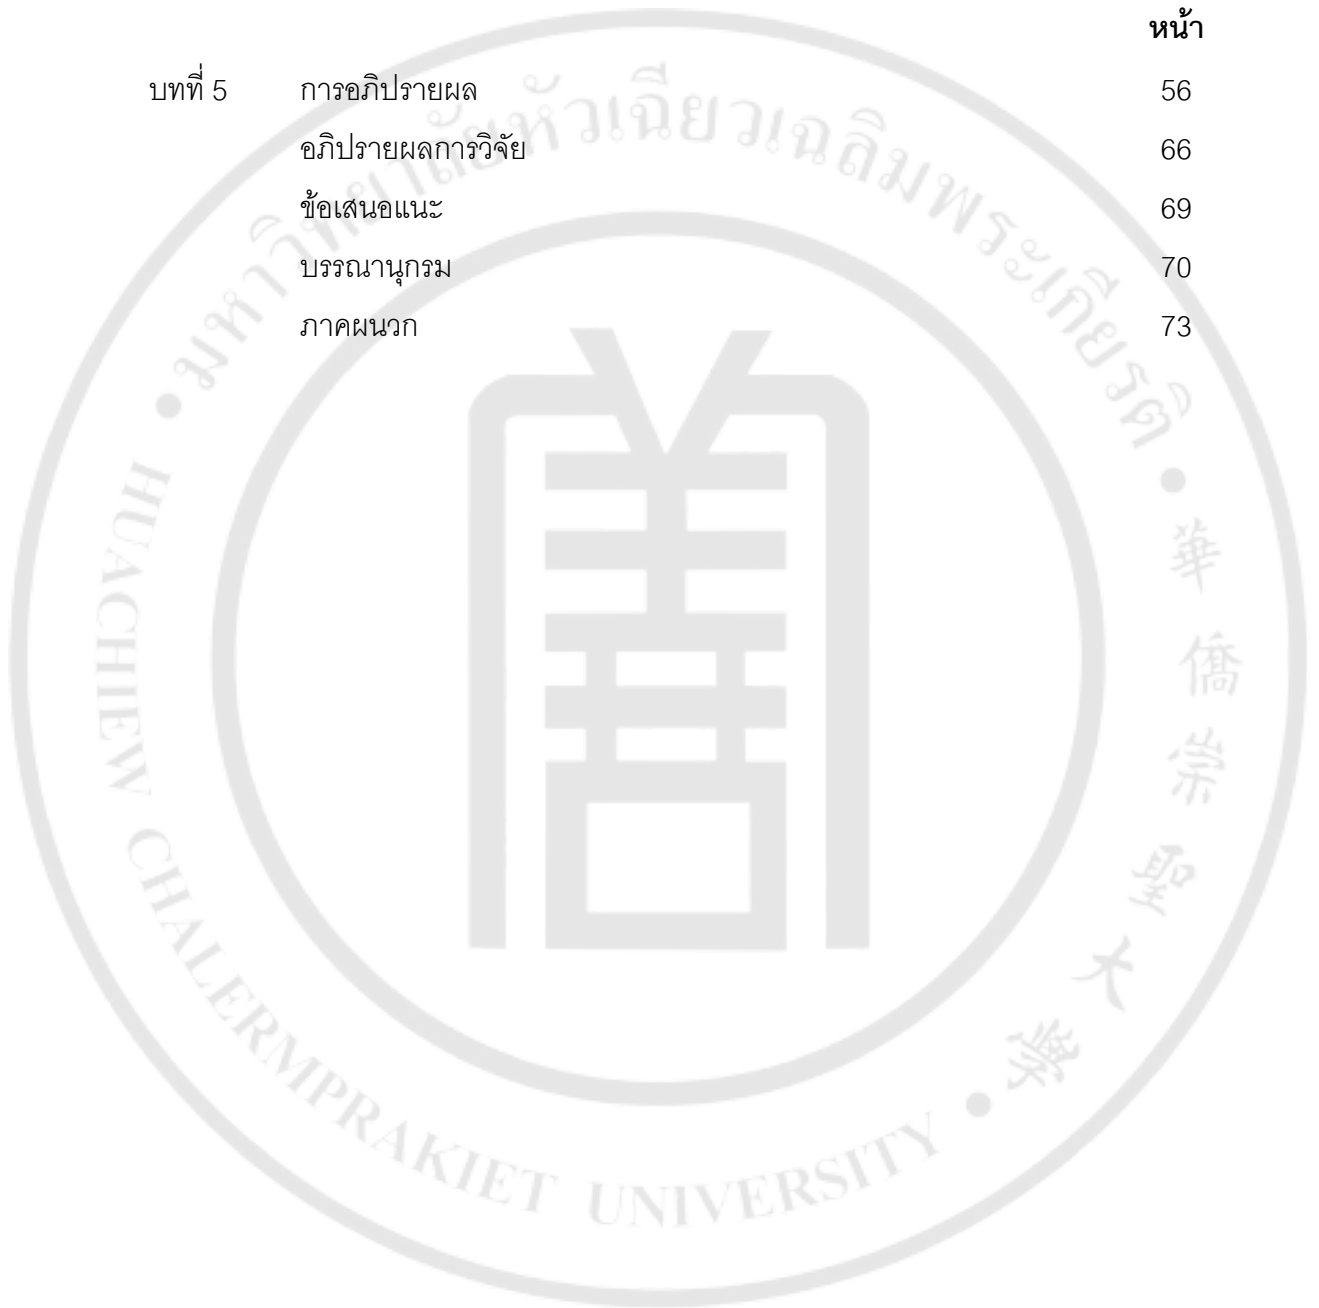 หน้า
บทที่ 5 การอภิปรายผล 56
อภิปรายผลการวิจัย 66
ข้อเสนอแนะ 69
บรรณานุกรม 70
ภาคผนวก 73
• มหาวิทยาลัยหัวเฉียวเฉลิมพระเกียรติ •
華僑崇聖大學
HUACHIEW CHALERMPRAKIET UNIVERSITY •